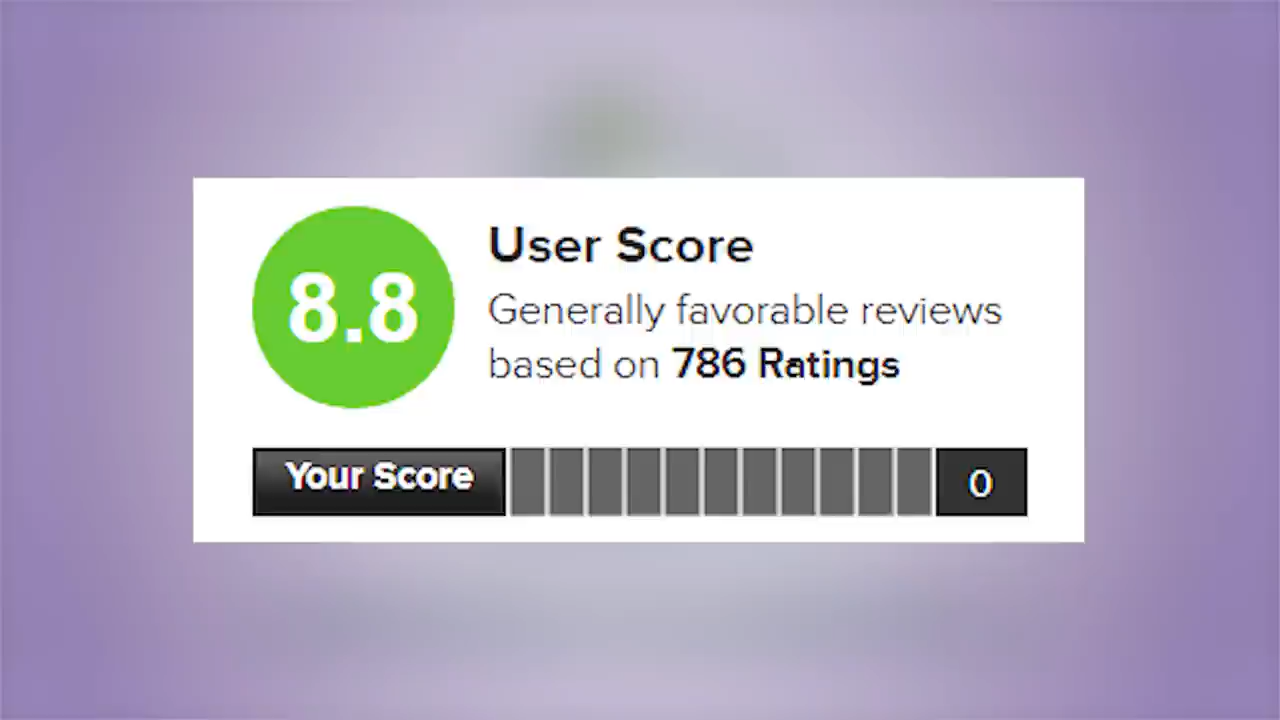 8.8
User Score
Generally favorable reviews
based on 786 Ratings
Your Score
0